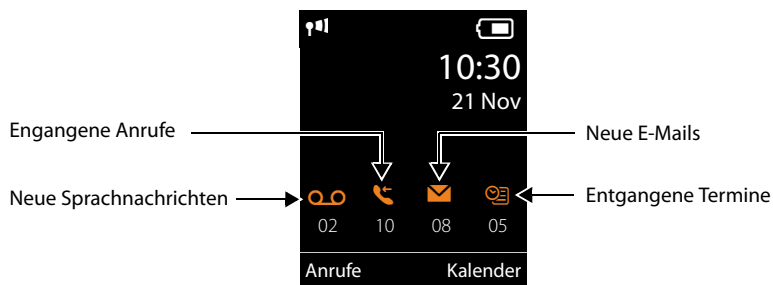 10:30
21 Nov
Engangene Anrufe
Neue E-Mails
Neue Sprachnachrichten
Entgangene Termine
02 10 08 05
Anrufe Kalender